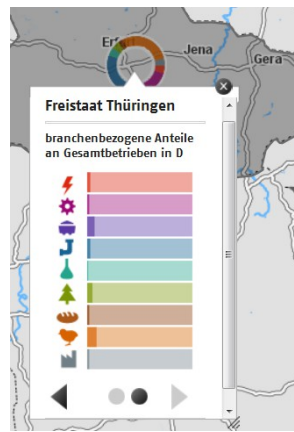 Erf
Jena
Gera
Freistaat Thüringen
branchenbezogene Anteile
an Gesamtbetrieben in D